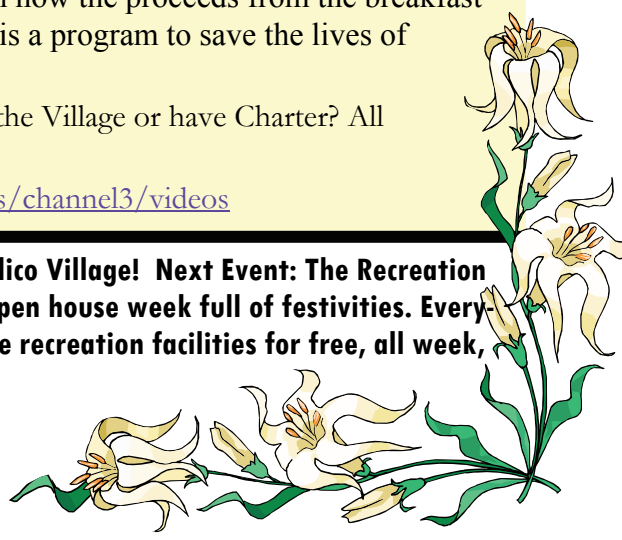 how the proceeds from the breakfast
is a program to save the lives of
the Village or have Charter? All
s/channel3/videos
lico Village! Next Event: The Recreation
pen house week full of festivities. Every-
e recreation facilities for free, all week,